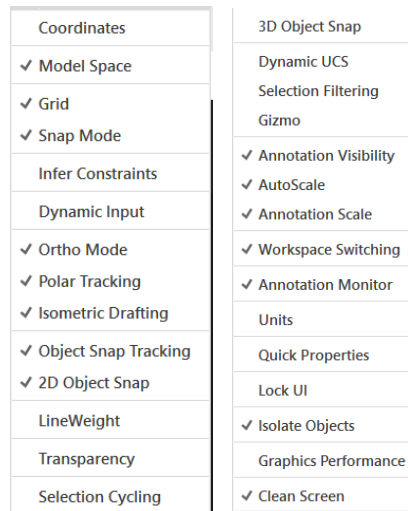 Coordinates
Model Space
Grid
Snap Mode
Infer Constraints
Dynamic Input
Ortho Mode
Polar Tracking
Isometric Drafting
Object Snap Tracking
2D Object Snap
LineWeight
Transparency
Selection Cycling
3D Object Snap
Dynamic UCS
Selection Filtering
Gizmo
Annotation Visibility
AutoScale
Annotation Scale
Workspace Switching
Annotation Monitor
Units
Quick Properties
Lock UI
Isolate Objects
Graphics Performance
Clean Screen